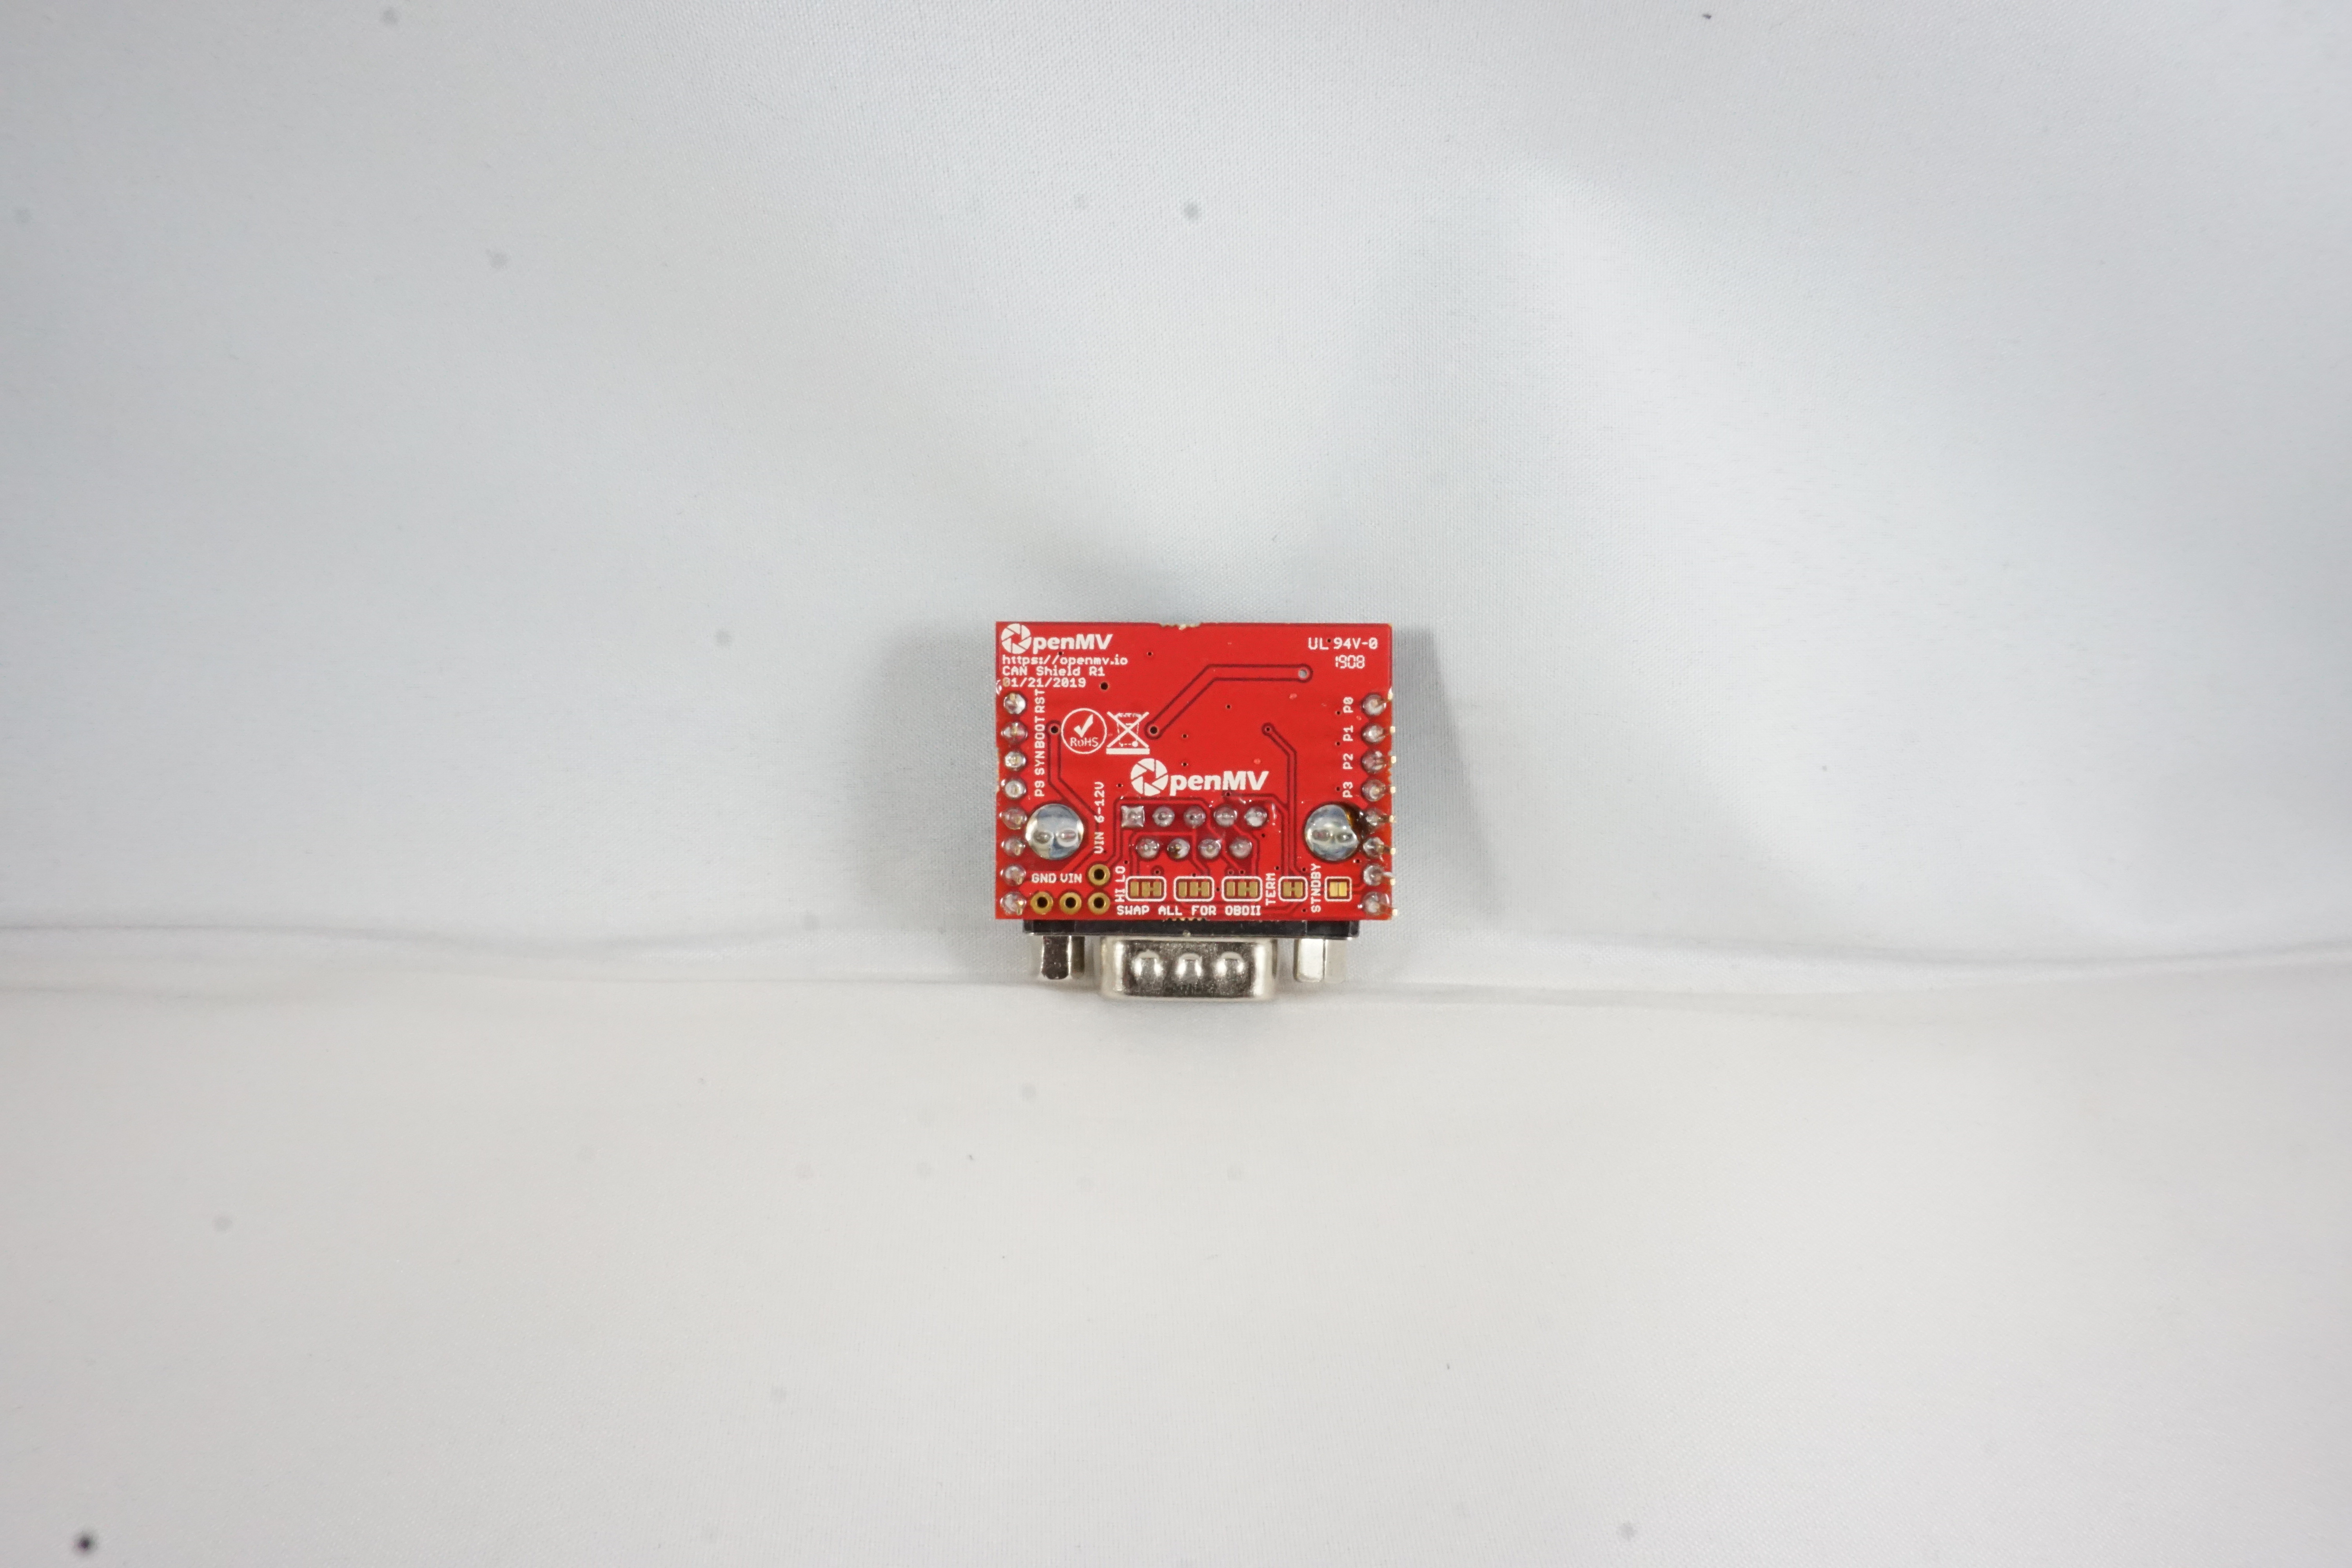 OpenMV
https://openmv.io
CAN Shield R1
01/21/2019
UL 94V-0
1908
RST
BOOT
SYN
P9
RoHS
P0
P1
P2
P3
OpenMV
VIN 6-12V
GND VIN
HI LO
TERM
STNDBY
SWAP ALL FOR OBDII